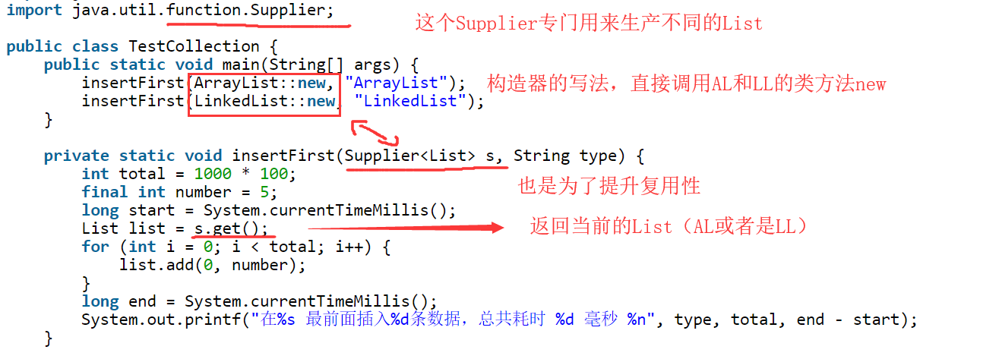 import java.util.function.Supplier;
这个Supplier专门用来生产不同的List
public class TestCollection {
    public static void main(String[] args) {
        insertFirst(ArrayList::new, "ArrayList");
        insertFirst(LinkedList::new, "LinkedList");
构造器的写法，直接调用AL和LL的类方法new
    }
    private static void insertFirst(Supplier<List> s, String type) {
        int total = 1000 * 100;
        final int number = 5;
也是为了提升复用性
        long start = System.currentTimeMillis();
        List list = s.get();
返回当前的List（AL或者是LL）
        for (int i = 0; i < total; i++) {
            list.add(0, number);
        }
        long end = System.currentTimeMillis();
        System.out.printf("在%s 最前面插入%d条数据，总共耗时 %d 毫秒 %n", type, total, end - start);
    }